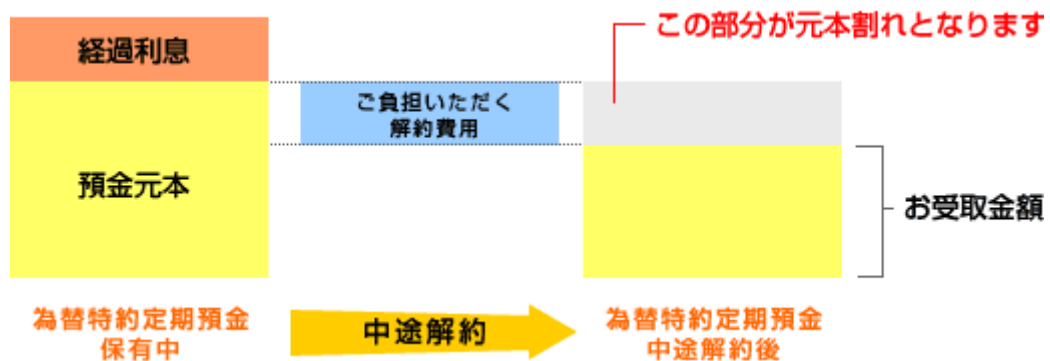 この部分が元本割れとなります
経過利息
ご負担いただく
解約費用
預金元本
お受取金額
為替特約定期預金
保有中
中途解約
為替特約定期預金
中途解約後